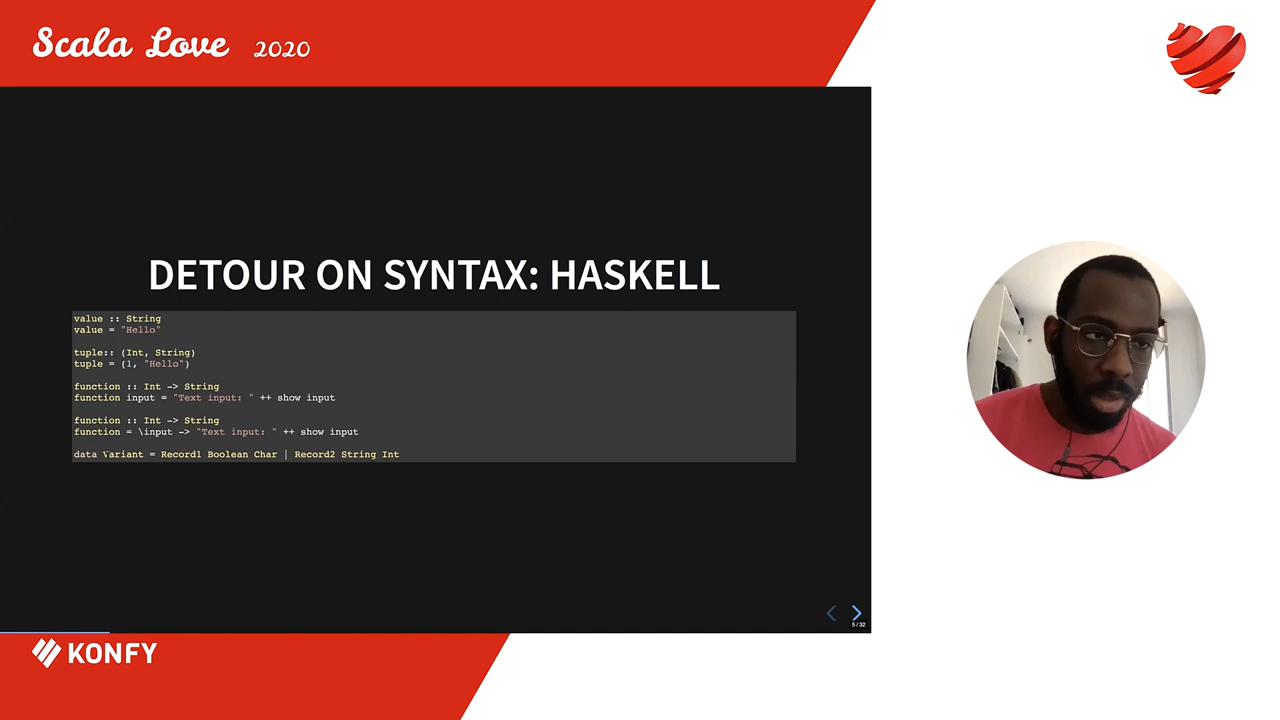 Scala Love 2020
DETOUR ON SYNTAX: HASKELL
value :: String
value = "Hello"
tuple:: (Int, String)
tuple = (1, "Hello")
function :: Int -> String
function input = "Text input: " ++ show input
function :: Int -> String
function = \input -> "Text input: " ++ show input
data Variant = Record1 Boolean Char | Record2 String Int
5 / 32
KONFY